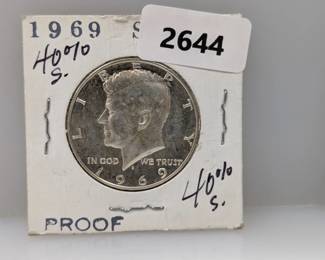 1969 S
2644
40%
S.
LIBERTY
IN GOD WE TRUST
1969
40%
S.
PROOF